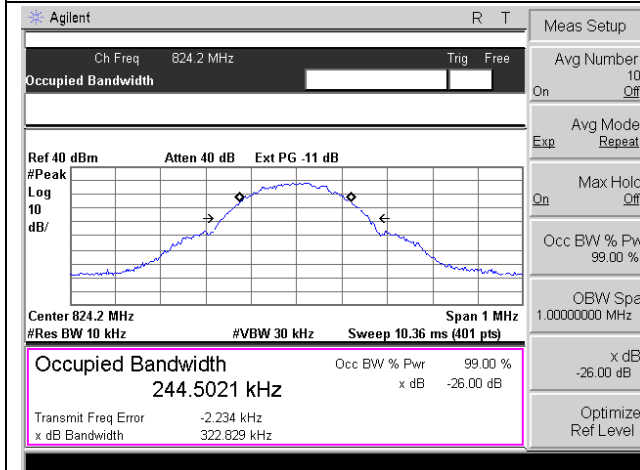 Agilent R T
Ch Freq 824.2 MHz Trig Free
Occupied Bandwidth
Ref 40 dBm Atten 40 dB Ext PG -11 dB
#Peak
Log
10
dB/
Center 824.2 MHz Span 1 MHz
#Res BW 10 kHz #VBW 30 kHz Sweep 10.36 ms (401 pts)
Occupied Bandwidth Occ BW % Pwr 99.00 %
244.5021 kHz x dB -26.00 dB
Transmit Freq Error -2.234 kHz
x dB Bandwidth 322.829 kHz
Meas Setup
Avg Number
10
On Off
Avg Mode
Exp Repeat
Max Hold
On Off
Occ BW % Pw
99.00 %
OBW Spa
1.00000000 MHz
x dB
-26.00 dB
Optimize
Ref Level